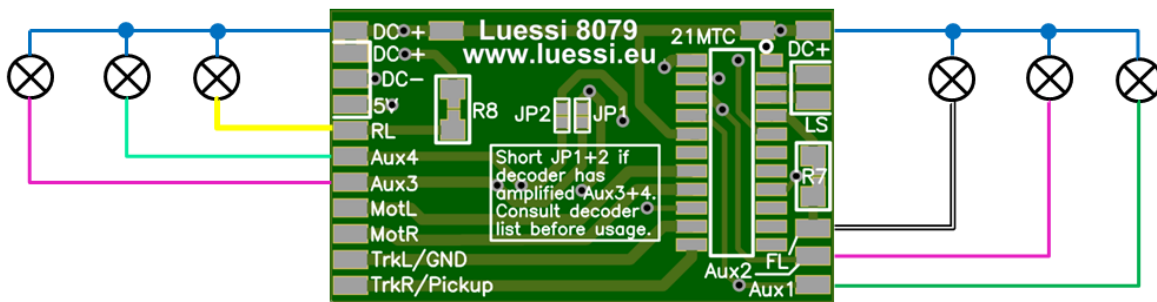 Luessi 8079
www.luessi.eu
DC+
DC+
DC-
5V
RL
Aux4
Aux3
MotL
MotR
TrkL/GND
TrkR/Pickup
R8
JP2
JP1
Short JP1+2 if
decoder has
amplified Aux3+4.
Consult decoder
list before usage.
21MTC
DC+
LS
R7
FL
Aux2
Aux1